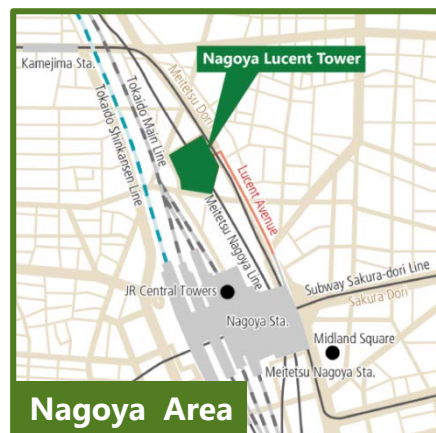 Kamejima Sta.
Nagoya Lucent Tower
Meitetsu Dori
Tokaido Main Line
Tokaido Shinkansen Line
Lucent Avenue
Meitetsu Nagoya Line
JR Central Towers
Subway Sakura-dori Line
Sakura Dori
Nagoya Sta.
Midland Square
Meitetsu Nagoya Sta.
Nagoya Area